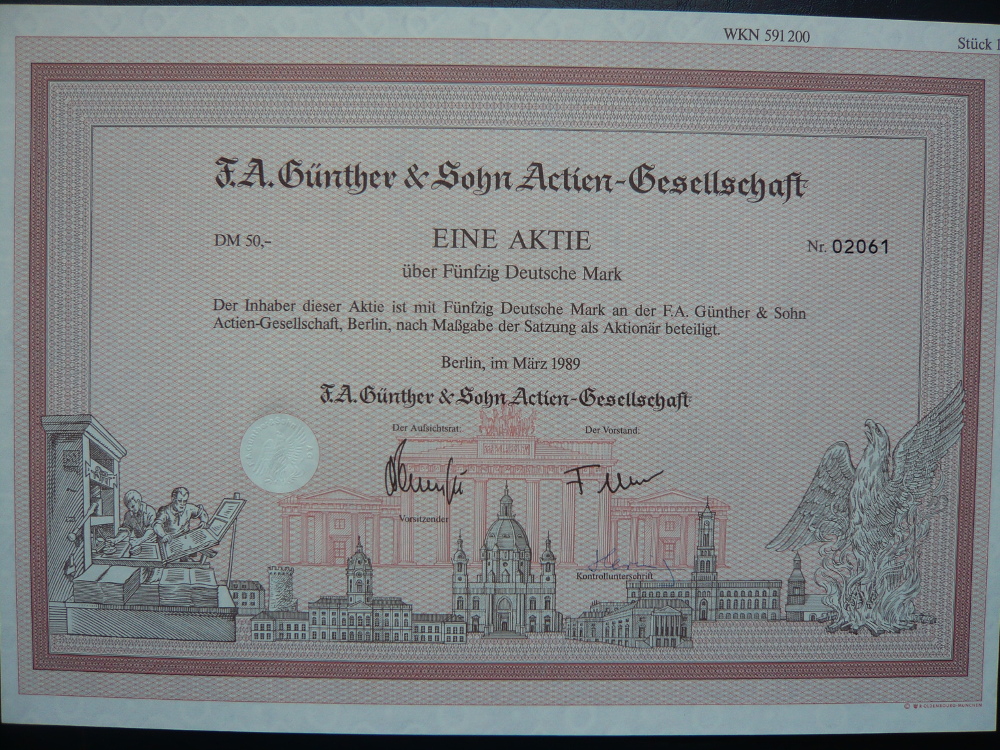 WKN 591 200
Stück
F.A. Günther & Sohn Actien-Gesellschaft
DM 50,–
EINE AKTIE
Nr. 02061
über Fünfzig Deutsche Mark
Der Inhaber dieser Aktie ist mit Fünfzig Deutsche Mark an der F.A. Günther & Sohn
Actien-Gesellschaft, Berlin, nach Maßgabe der Satzung als Aktionär beteiligt.
Berlin, im März 1989
F.A. Günther & Sohn Actien-Gesellschaft
Der Aufsichtsrat:
Der Vorstand:
Vorsitzender
Kontrollunterschrift